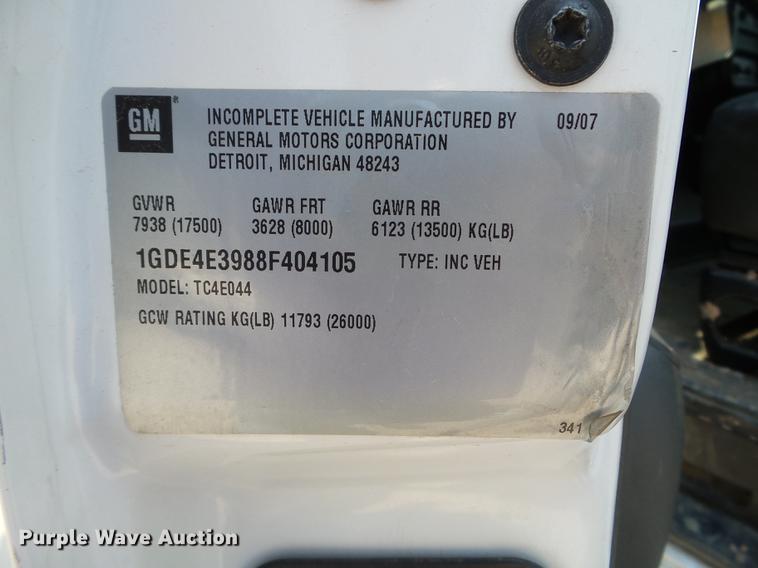 GM ® INCOMPLETE VEHICLE MANUFACTURED BY 09/07
GENERAL MOTORS CORPORATION
DETROIT, MICHIGAN 48243
GVWR GAWR FRT GAWR RR
7938 (17500) 3628 (8000) 6123 (13500) KG(LB)
1GDE4E3988F404105 TYPE: INC VEH
MODEL: TC4E044
GCW RATING KG(LB) 11793 (26000)
341
Purple Wave Auction